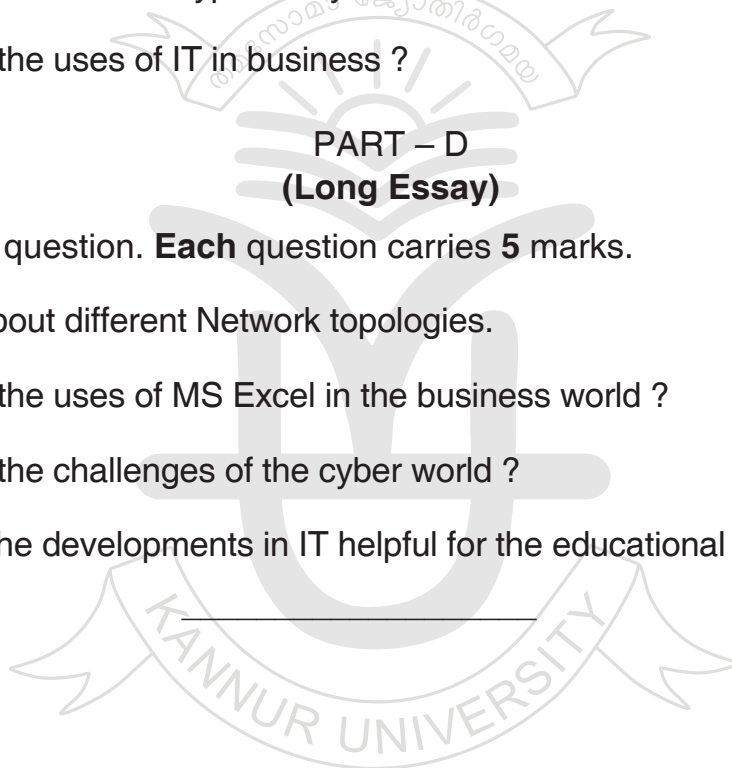 തമസോമാ ജ്യോതിർഗമയ
the uses of IT in business ?
PART – D
(Long Essay)
question. Each question carries 5 marks.
bout different Network topologies.
the uses of MS Excel in the business world ?
the challenges of the cyber world ?
he developments in IT helpful for the educational
KANNUR UNIVERSITY